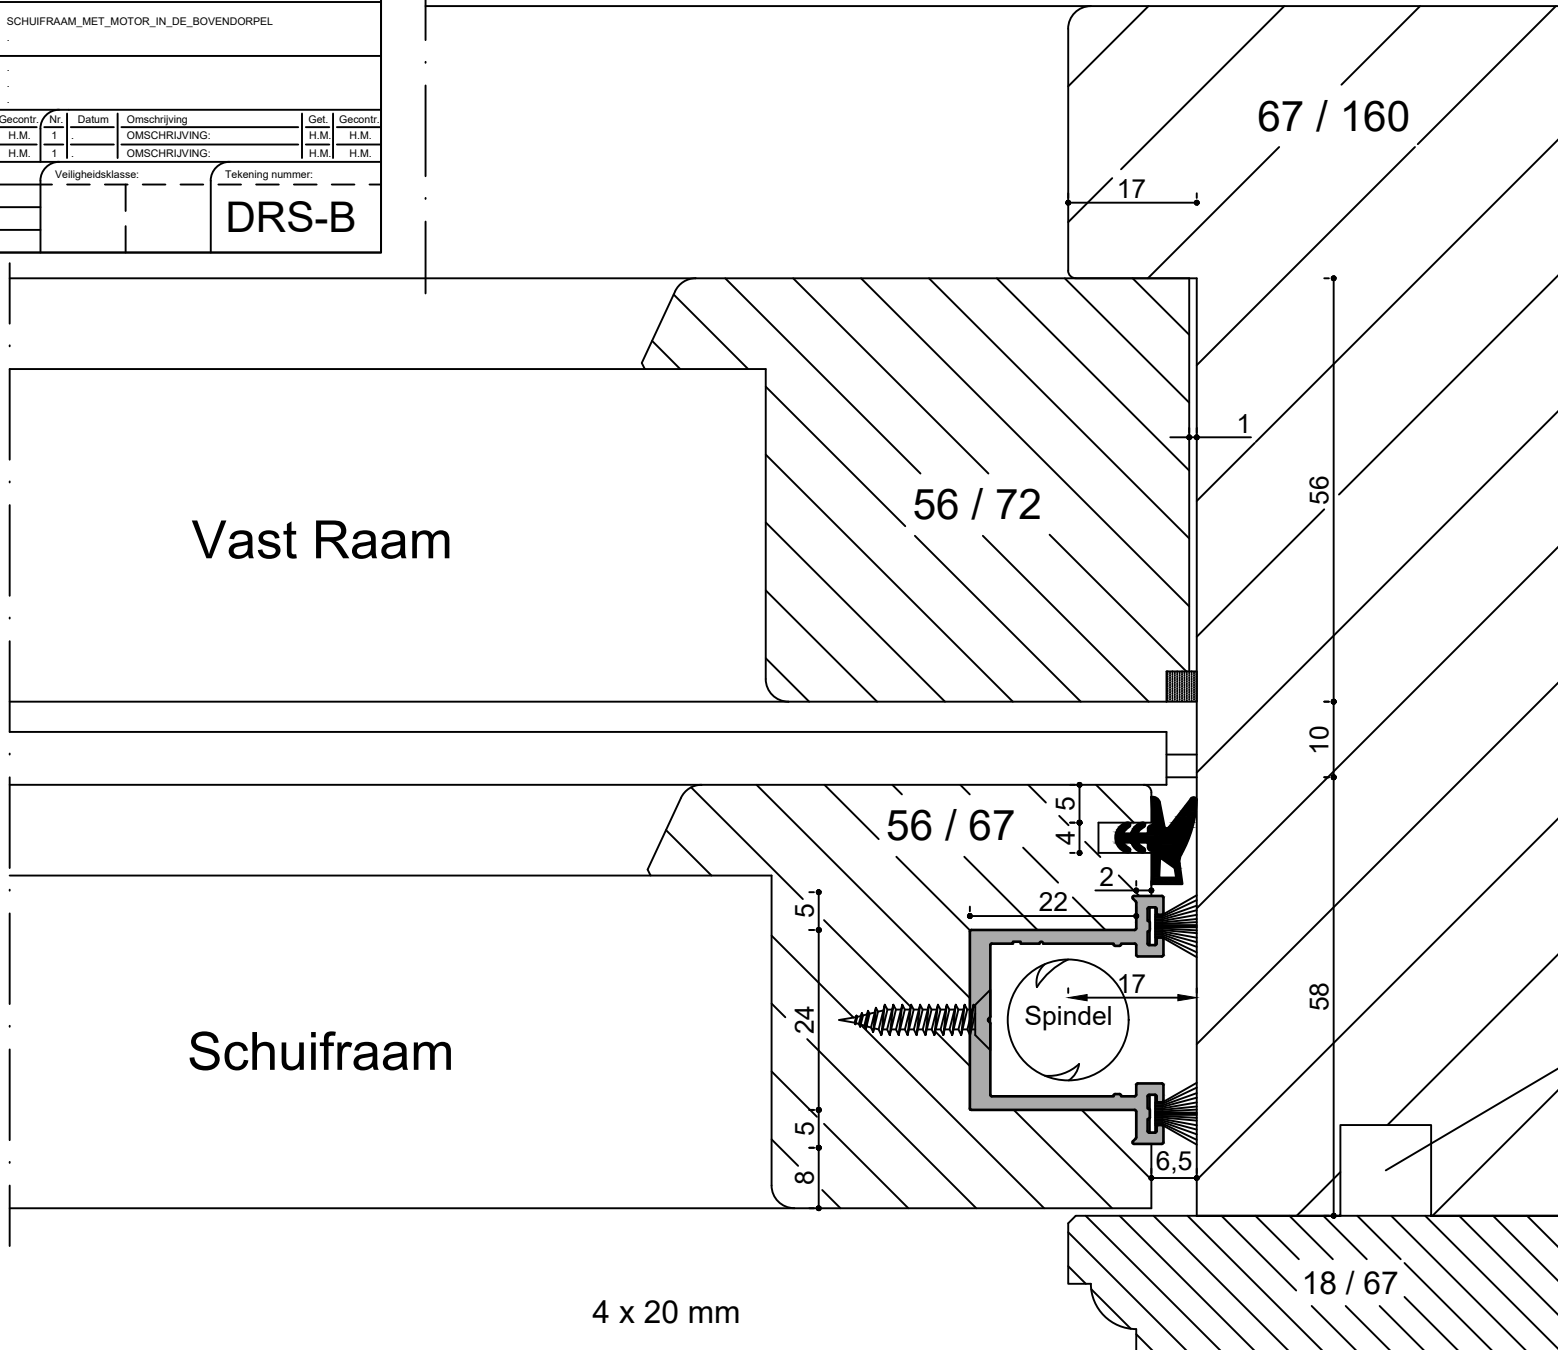 SCHUIFRAAM_MET_MOTOR_IN_DE_BOVENDORPEL
.
.
.
.
Gecontr. Nr. Datum Omschrijving Get. Gecontr.
H.M. 1 . OMSCHRIJVING: H.M. H.M.
H.M. 1 . OMSCHRIJVING: H.M. H.M.
Veiligheidsklasse: Tekening nummer:
DRS-B
67 / 160
17
1
56
56 / 72
Vast Raam
10
56 / 67
5
4
2
22
5
17
Spindel
24
58
Schuifraam
5
8
6,5
18 / 67
4 x 20 mm